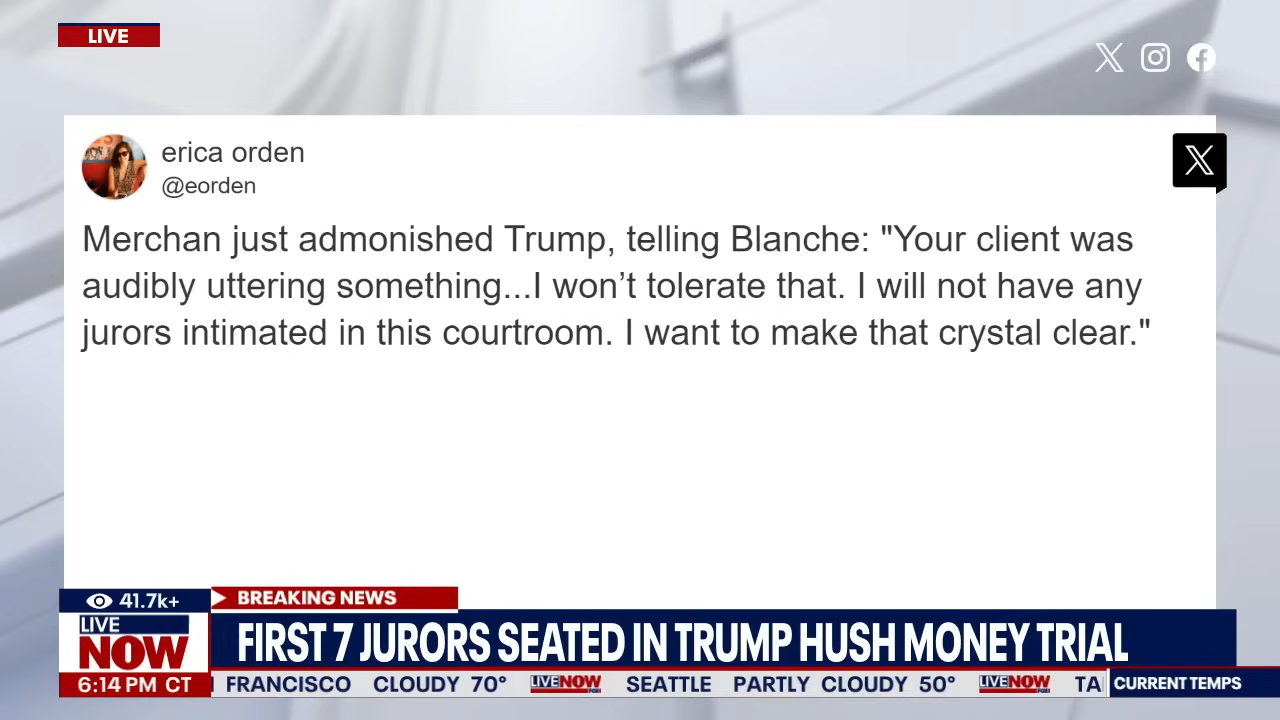 LIVE
erica orden
@eorden
Merchan just admonished Trump, telling Blanche: "Your client was
audibly uttering something...I won’t tolerate that. I will not have any
jurors intimated in this courtroom. I want to make that crystal clear."
41.7k+
BREAKING NEWS
LIVE
NOW
FIRST 7 JURORS SEATED IN TRUMP HUSH MONEY TRIAL
6:14 PM CT
FRANCISCO CLOUDY 70° LIVENOW FOX SEATTLE PARTLY CLOUDY 50° LIVENOW FOX TA CURRENT TEMPS